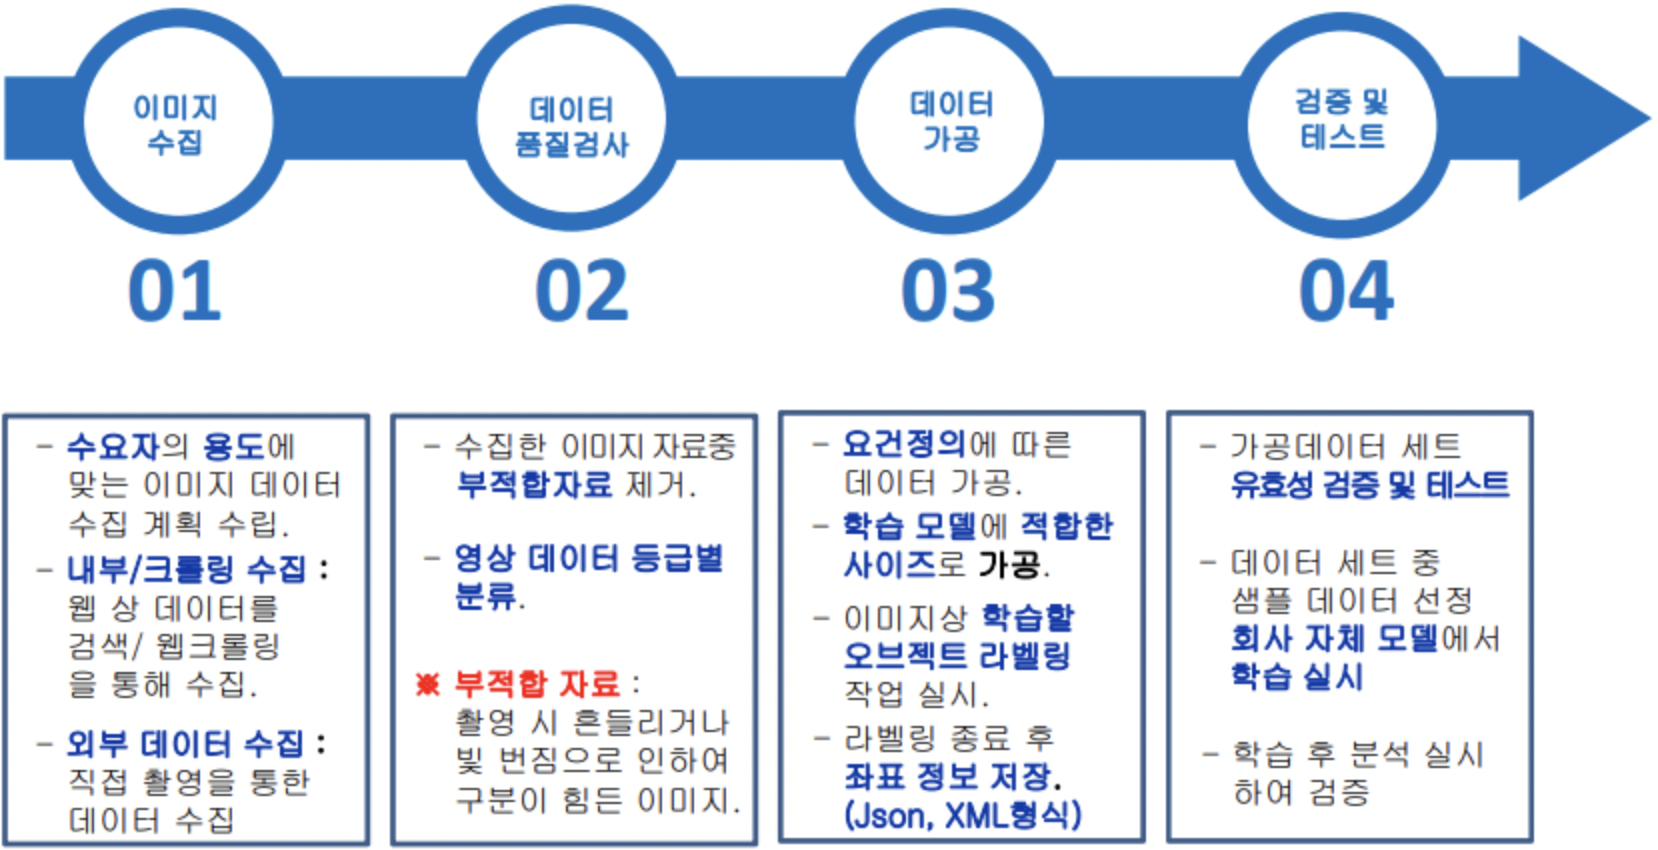 이미지
수집
데이터
품질검사
데이터
가공
검증 및
테스트
01
02
03
04
– 수요자의 용도에
맞는 이미지 데이터
수집 계획 수립.
– 내부/크롤링 수집 :
웹 상 데이터를
검색/ 웹크롤링
을 통해 수집.
– 외부 데이터 수집 :
직접 촬영을 통한
데이터 수집
– 수집한 이미지 자료중
부적합자료 제거.
– 영상 데이터 등급별
분류.
※ 부적합 자료 :
촬영 시 흔들리거나
빛 번짐으로 인하여
구분이 힘든 이미지.
– 요건정의에 따른
데이터 가공.
– 학습 모델에 적합한
사이즈로 가공.
– 이미지상 학습할
오브젝트 라벨링
작업 실시.
– 라벨링 종료 후
좌표 정보 저장.
(Json, XML형식)
– 가공데이터 세트
유효성 검증 및 테스트
– 데이터 세트 중
샘플 데이터 선정
회사 자체 모델에서
학습 실시
– 학습 후 분석 실시
하여 검증